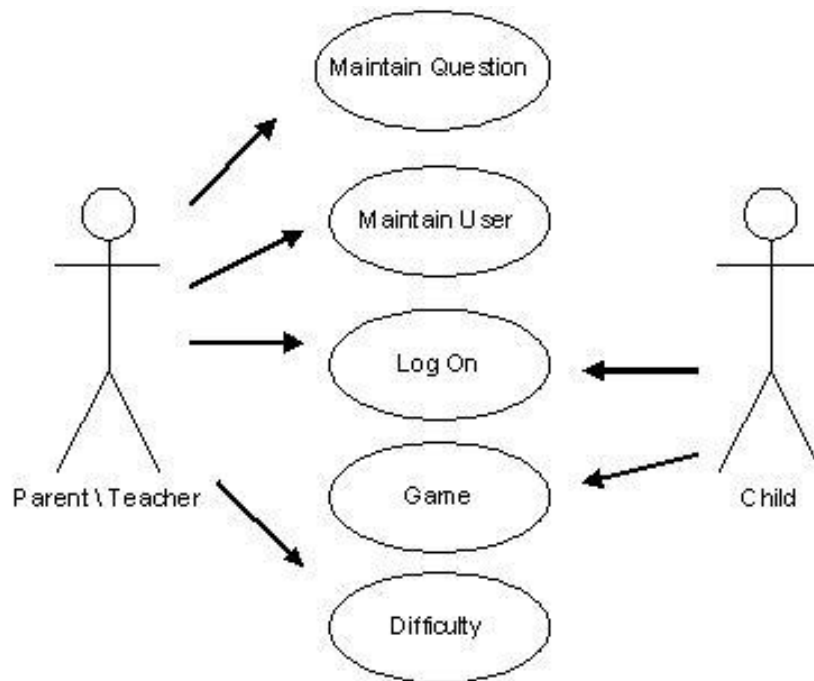 Maintain Question
Maintain User
Log On
Parent \ Teacher
Game
Child
Difficulty